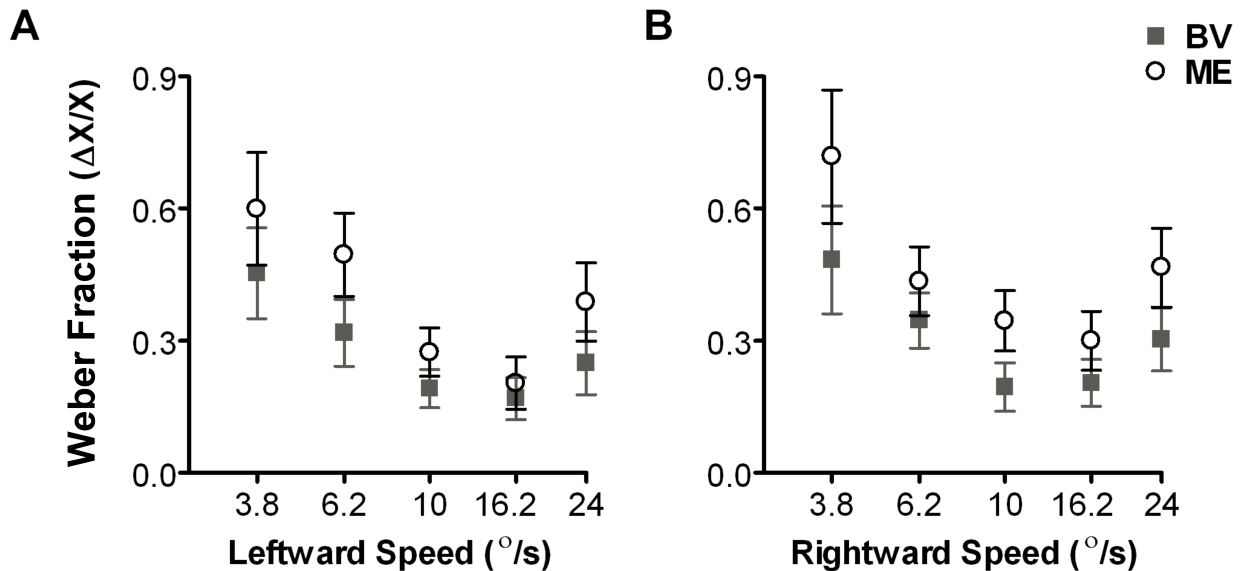 A
B
BV
ME
Weber Fraction (ΔX/X)
0.9
0.6
0.3
0.0
3.8 6.2 10 16.2 24
Leftward Speed (°/s)
0.9
0.6
0.3
0.0
3.8 6.2 10 16.2 24
Rightward Speed (°/s)